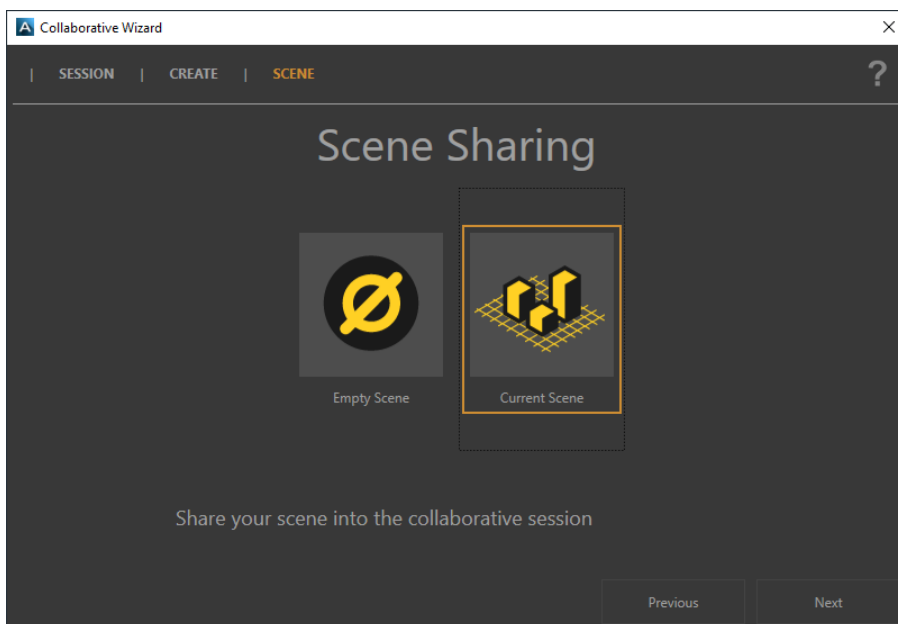 Collaborative Wizard
| SESSION | CREATE | SCENE ?
Scene Sharing
Empty Scene Current Scene
Share your scene into the collaborative session
Previous Next